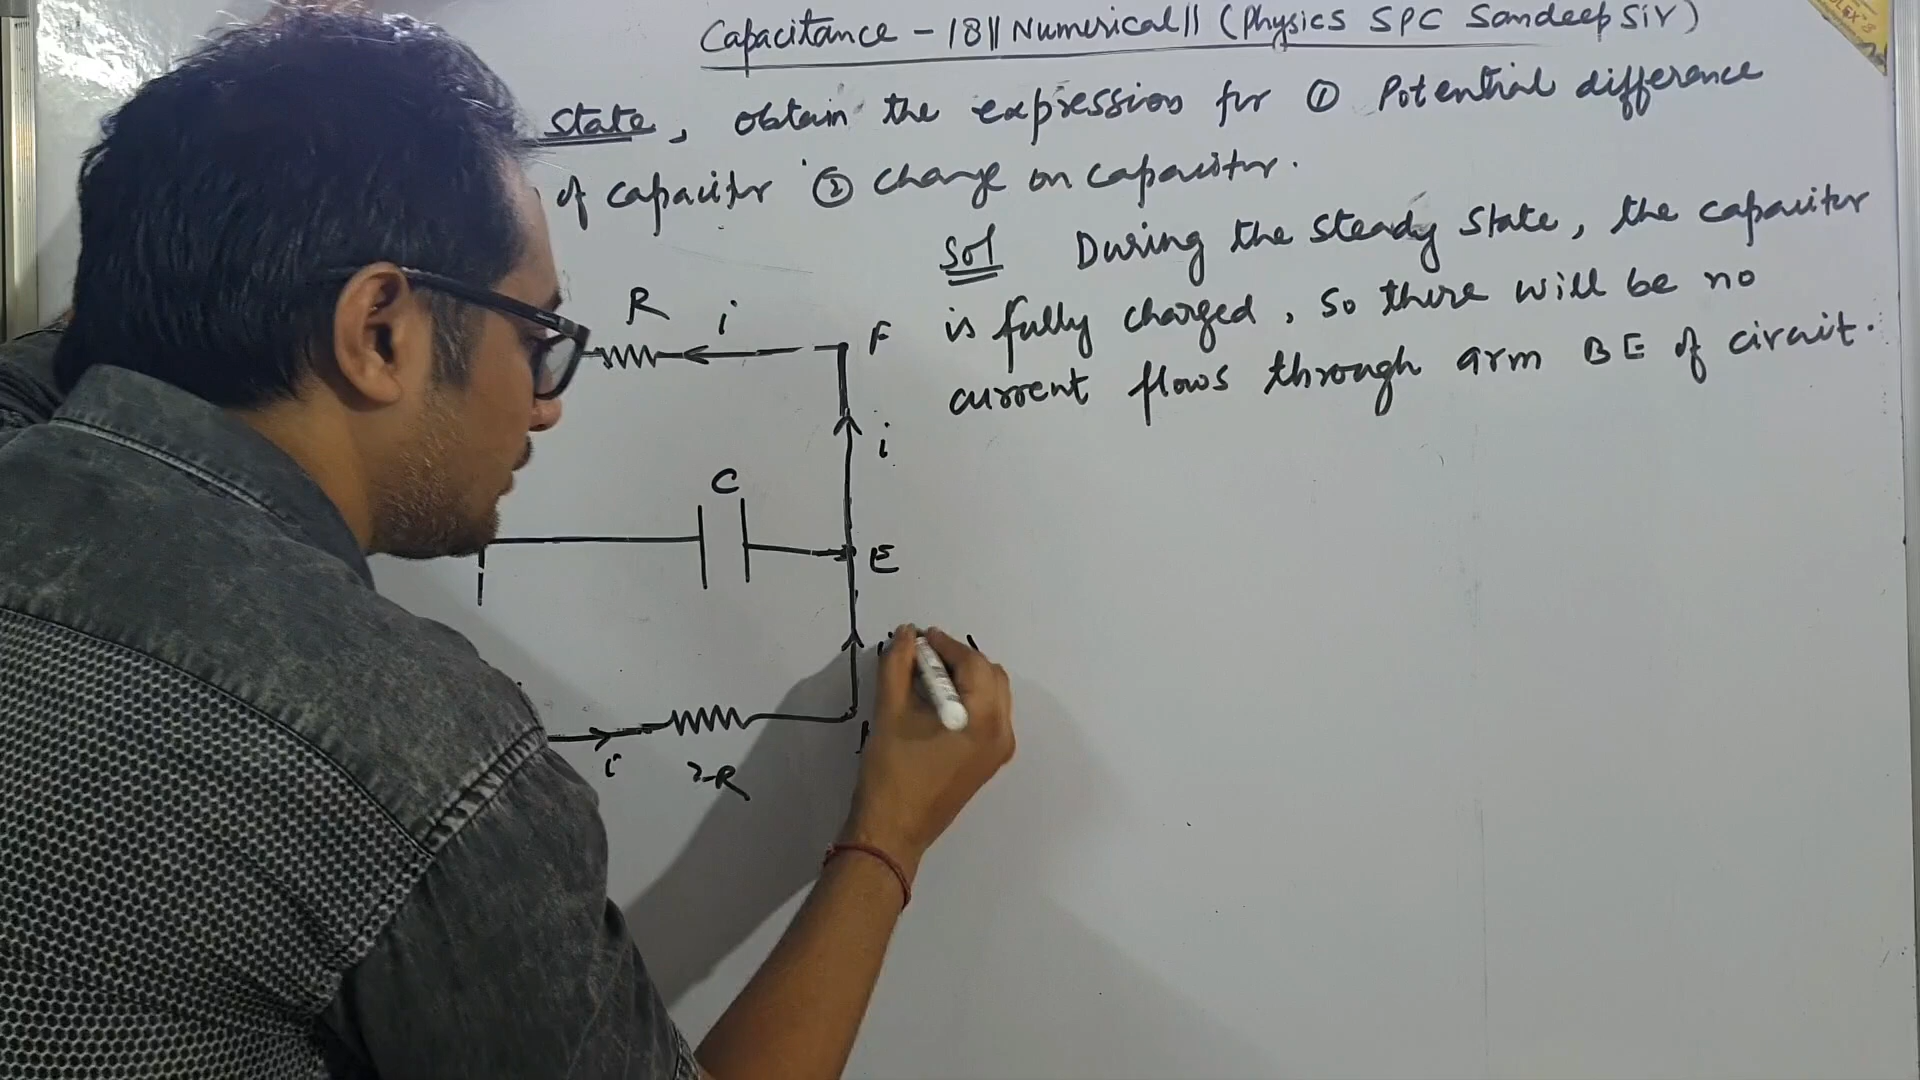 Capacitance - 18 || Numerical || (Physics SPC Sandeep Sir)
State, obtain the expression for ① Potential difference
of capacitor ② charge on capacitor.
Sol During the steady state, the capacitor
is fully charged, so there will be no
current flows through arm BE of circuit.
R i F
i
C
E
i 2R